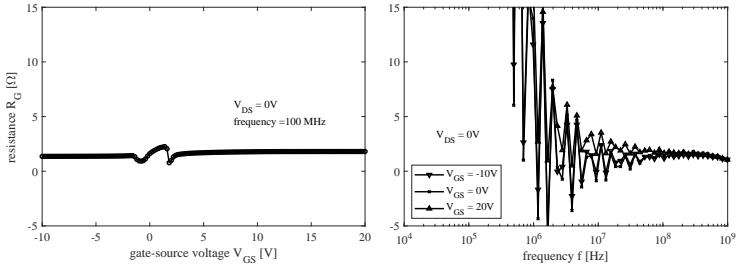 15
10
5
0
-5
resistance R_G [Ω]
V_DS = 0V
frequency =100 MHz
-10
-5
0
5
10
15
20
gate-source voltage V_GS [V]
15
10
5
0
-5
V_DS = 0V
V_GS = -10V
V_GS = 0V
V_GS = 20V
10^4
10^5
10^6
10^7
10^8
10^9
frequency f [Hz]